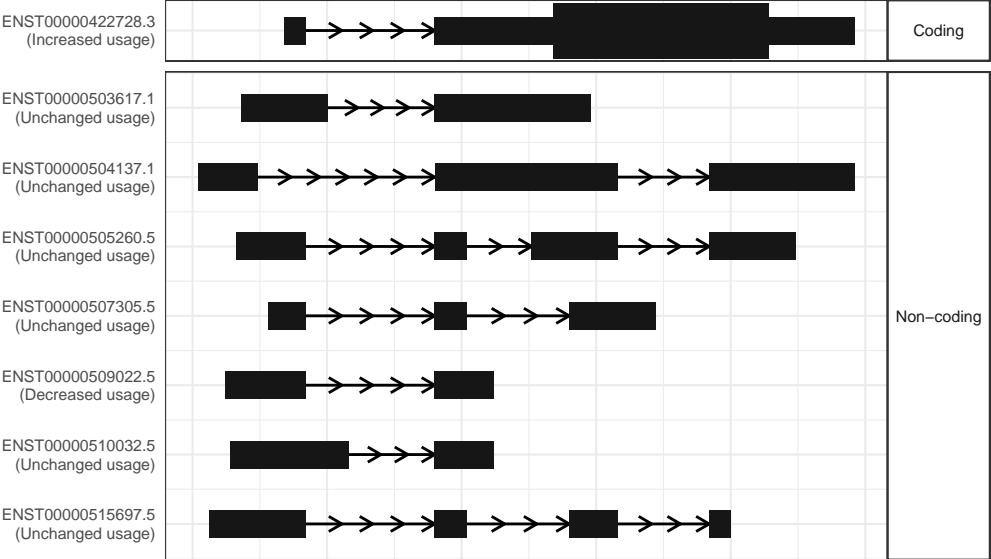 ENST00000422728.3
(Increased usage)
Coding
ENST00000503617.1
(Unchanged usage)
ENST00000504137.1
(Unchanged usage)
ENST00000505260.5
(Unchanged usage)
ENST00000507305.5
(Unchanged usage)
Non−coding
ENST00000509022.5
(Decreased usage)
ENST00000510032.5
(Unchanged usage)
ENST00000515697.5
(Unchanged usage)